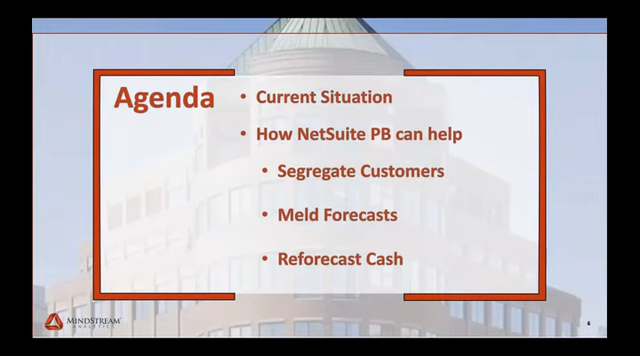 Agenda
• Current Situation
• How NetSuite PB can help
• Segregate Customers
• Meld Forecasts
• Reforecast Cash
MINDSTREAM
ANALYTICS
6